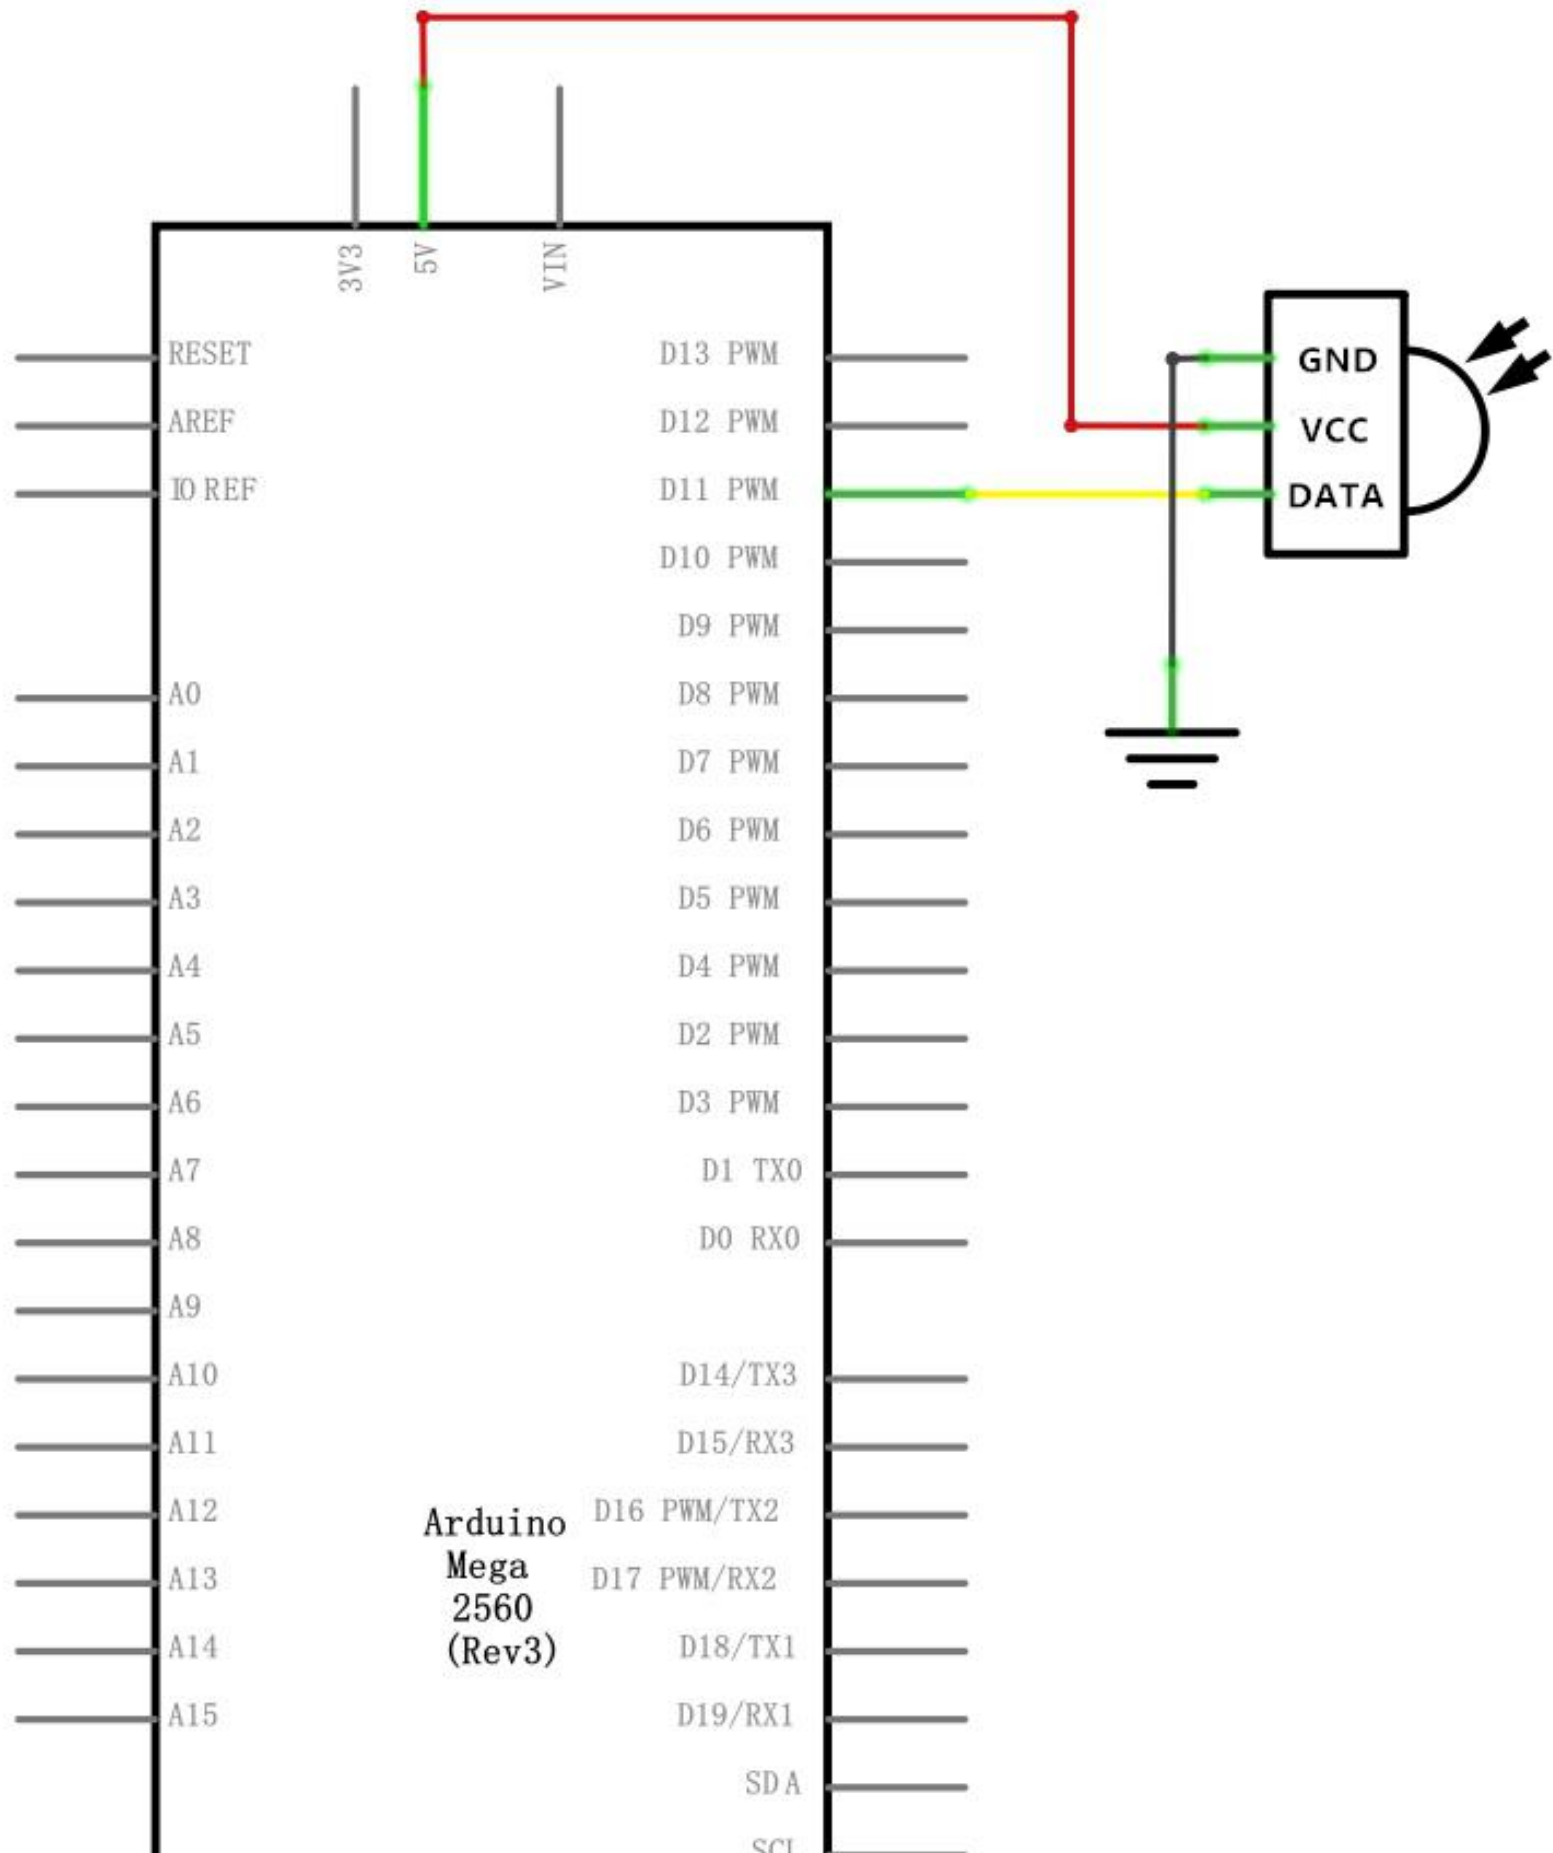 3V3
5V
VIN
RESET
AREF
IO REF
A0
A1
A2
A3
A4
A5
A6
A7
A8
A9
A10
A11
A12
A13
A14
A15
Arduino
Mega
2560
(Rev3)
D13 PWM
D12 PWM
D11 PWM
D10 PWM
D9 PWM
D8 PWM
D7 PWM
D6 PWM
D5 PWM
D4 PWM
D2 PWM
D3 PWM
D1 TX0
D0 RX0
D14/TX3
D15/RX3
D16 PWM/TX2
D17 PWM/RX2
D18/TX1
D19/RX1
SDA
SCL
GND
VCC
DATA